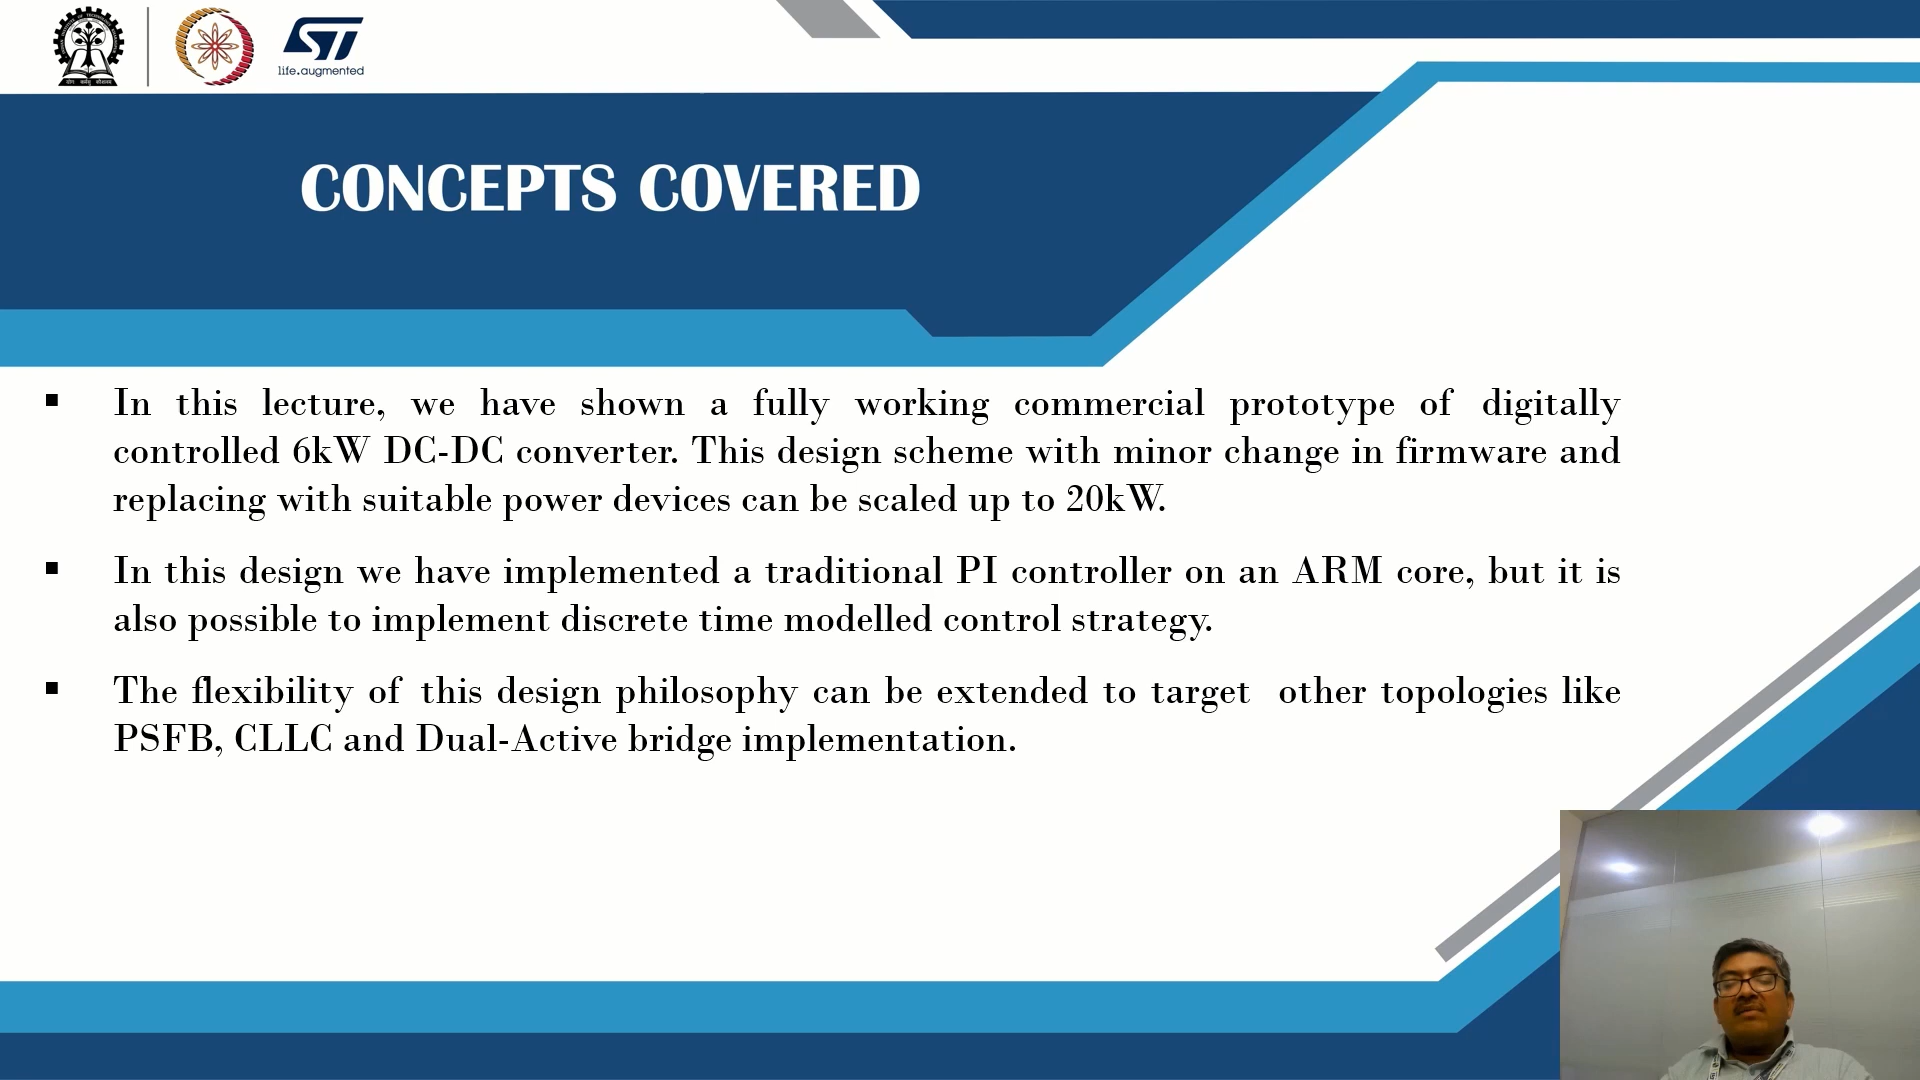 life.augmented
CONCEPTS COVERED
▪ In this lecture, we have shown a fully working commercial prototype of digitally
controlled 6kW DC-DC converter. This design scheme with minor change in firmware and
replacing with suitable power devices can be scaled up to 20kW.
▪ In this design we have implemented a traditional PI controller on an ARM core, but it is
also possible to implement discrete time modelled control strategy.
▪ The flexibility of this design philosophy can be extended to target other topologies like
PSFB, CLLC and Dual-Active bridge implementation.